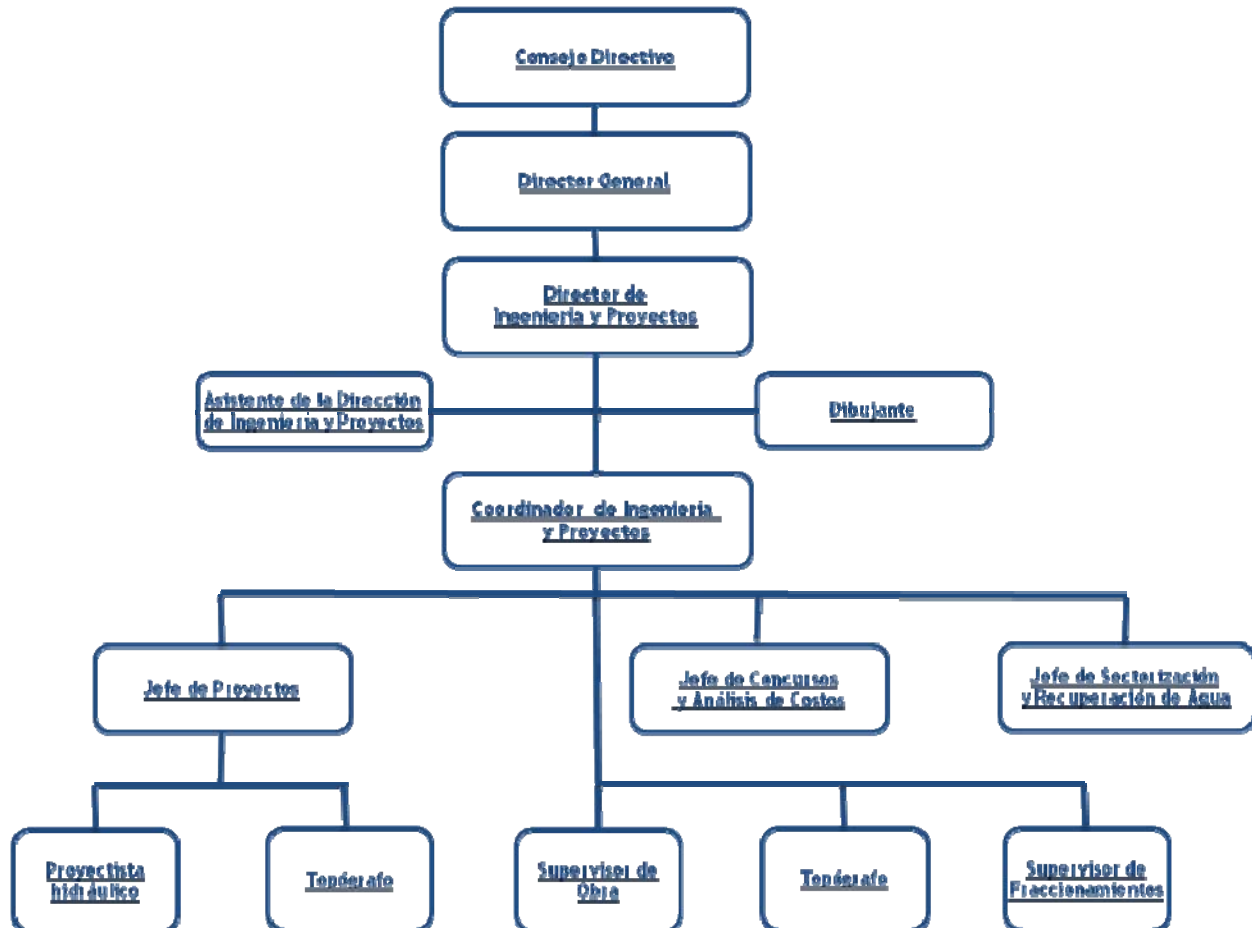 Consejo Directivo
Director General
Director de
Ingeniería y Proyectos
Asistente de la Dirección
de Ingeniería y Proyectos
Dibujante
Coordinador de Ingeniería
y Proyectos
Jefe de Proyectos
Jefe de Concursos
y Análisis de Costos
Jefe de Sectorización
y Recuperación de Agua
Proyectista
hidráulico
Topógrafo
Supervisor de
Obra
Topógrafo
Supervisor de
Fraccionamientos